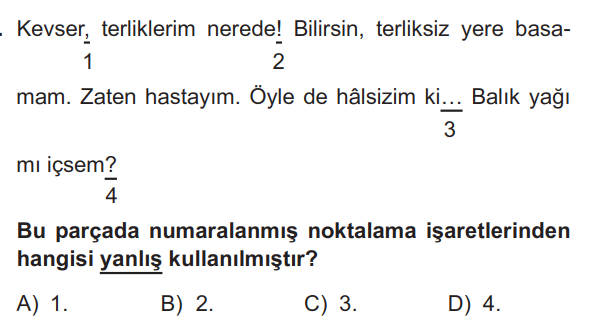 . Kevser, terliklerim nerede! Bilirsin, terliksiz yere basa-
1 2
mam. Zaten hastayım. Öyle de hâlsizim ki... Balık yağı
3
mı içsem?
4
Bu parçada numaralanmış noktalama işaretlerinden
hangisi yanlış kullanılmıştır?
A) 1. B) 2. C) 3. D) 4.